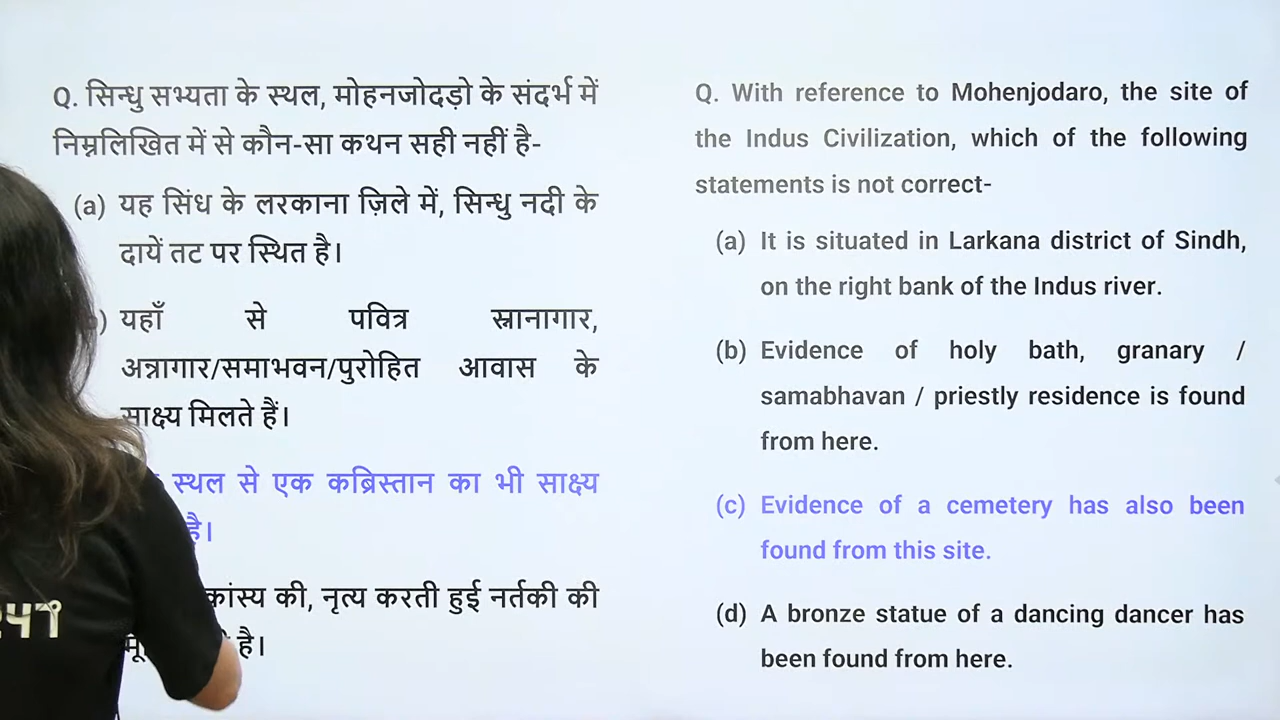 Q. सिन्धु सभ्यता के स्थल, मोहनजोदड़ो के संदर्भ में
निम्नलिखित में से कौन-सा कथन सही नहीं है-
(a) यह सिंध के लरकाना ज़िले में, सिन्धु नदी के
दायें तट पर स्थित है।
) यहाँ से पवित्र स्नानागार,
अन्नागार/समाभवन/पुरोहित आवास के
साक्ष्य मिलते हैं।
स्थल से एक कब्रिस्तान का भी साक्ष्य
है।
कांस्य की, नृत्य करती हुई नर्तकी की
है।
Q. With reference to Mohenjodaro, the site of
the Indus Civilization, which of the following
statements is not correct-
(a) It is situated in Larkana district of Sindh,
on the right bank of the Indus river.
(b) Evidence of holy bath, granary /
samabhavan / priestly residence is found
from here.
(c) Evidence of a cemetery has also been
found from this site.
(d) A bronze statue of a dancing dancer has
been found from here.
247